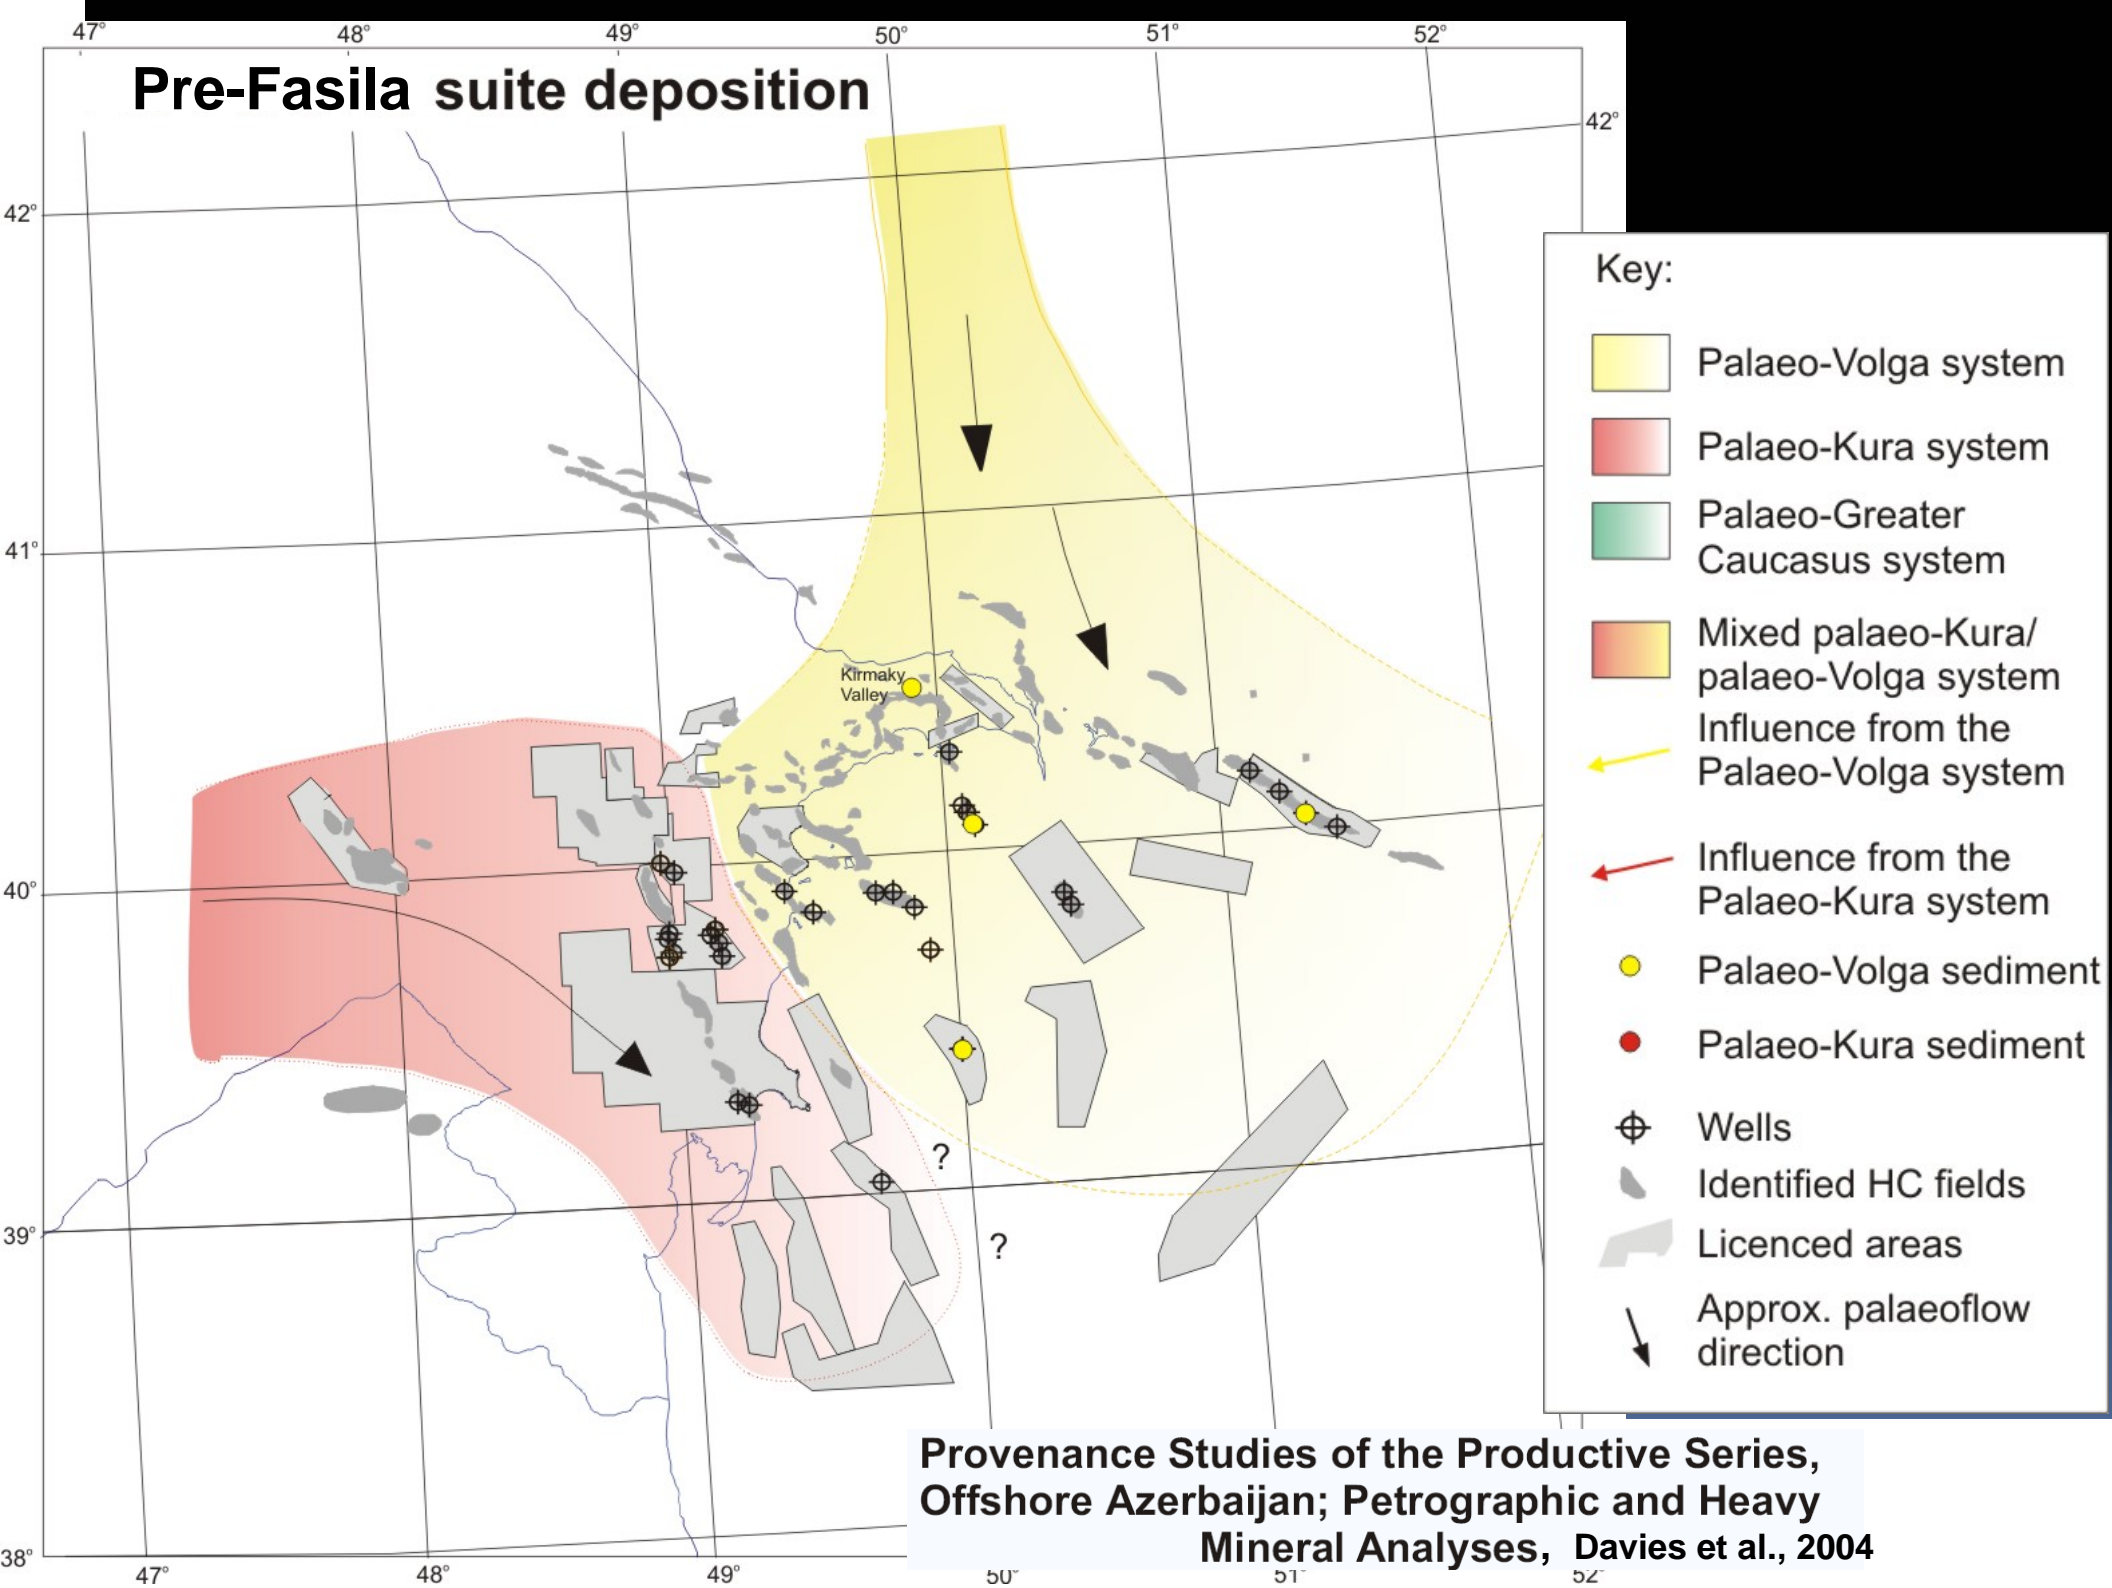 47° 48° 49° 50° 51° 52°
Pre-Fasila suite deposition
42°
42°
41°
40°
39°
38°
Kirmaky
Valley
?
?
Key:
Palaeo-Volga system
Palaeo-Kura system
Palaeo-Greater
Caucasus system
Mixed palaeo-Kura/
palaeo-Volga system
Influence from the
Palaeo-Volga system
Influence from the
Palaeo-Kura system
Palaeo-Volga sediment
Palaeo-Kura sediment
Wells
Identified HC fields
Licenced areas
Approx. palaeoflow
direction
Provenance Studies of the Productive Series,
Offshore Azerbaijan; Petrographic and Heavy
Mineral Analyses, Davies et al., 2004
47° 48° 49° 50° 51° 52°